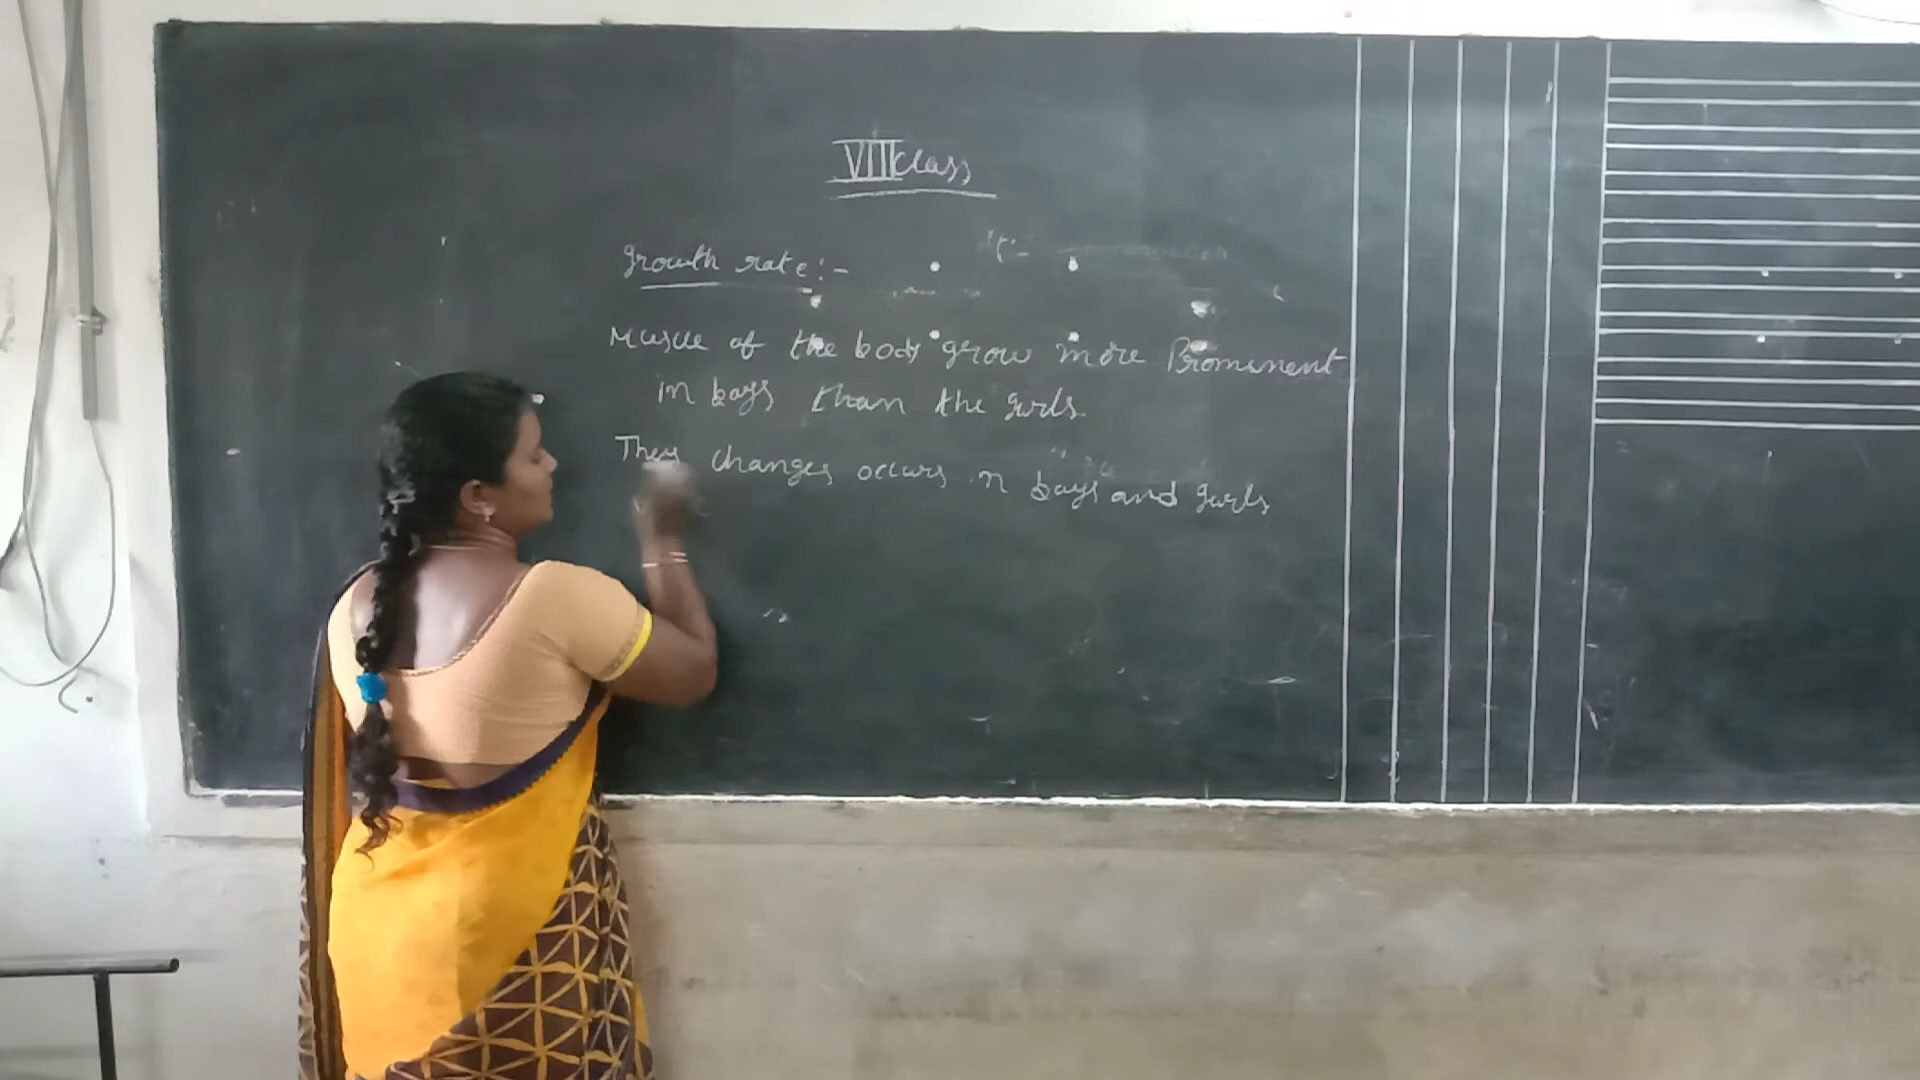 VIII class
growth rate:-
Muscle of the body grow more Prominent
in boys than the girls.
They changes occurs in boys and girls